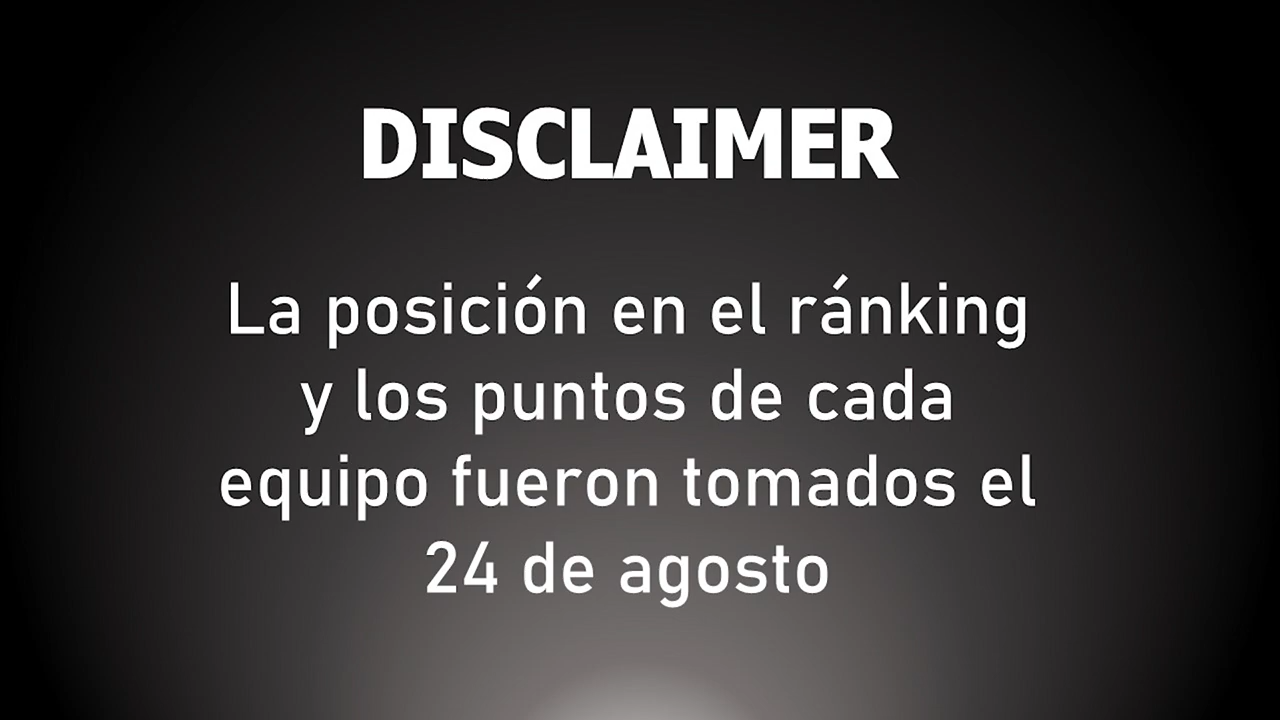 DISCLAIMER
La posición en el ránking
y los puntos de cada
equipo fueron tomados el
24 de agosto